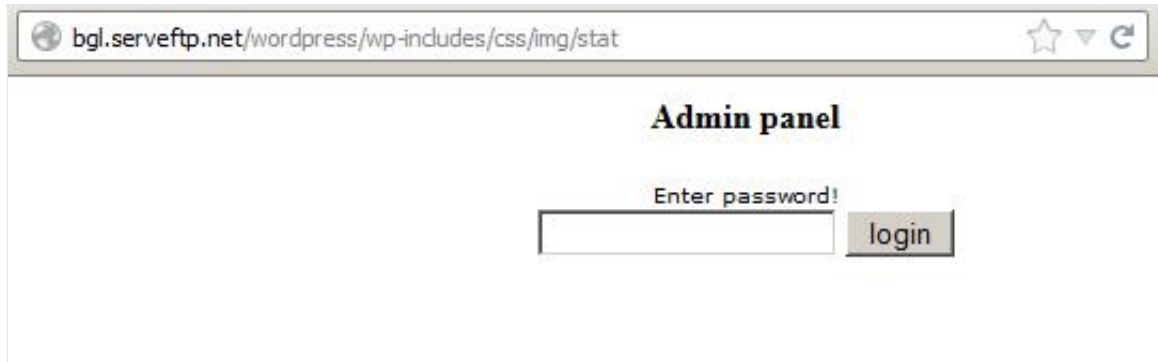 bgl.serveftp.net/wordpress/wp-includes/css/img/stat
Admin panel
Enter password!
login